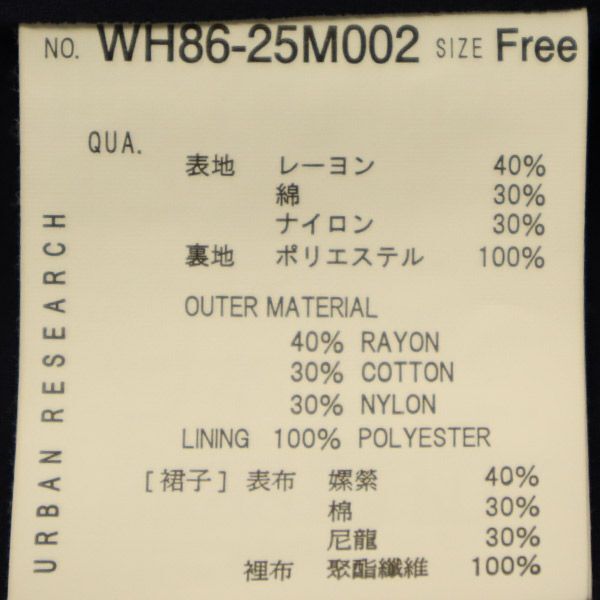 NO. WH86-25M002 SIZE Free
QUA.
表地 レーヨン 40%
綿 30%
ナイロン 30%
裏地 ポリエステル 100%
OUTER MATERIAL
40% RAYON
30% COTTON
30% NYLON
LINING 100% POLYESTER
[裙子] 表布 嫘縈 40%
棉 30%
尼龍 30%
裡布 聚酯纖維 100%
URBAN RESEARCH